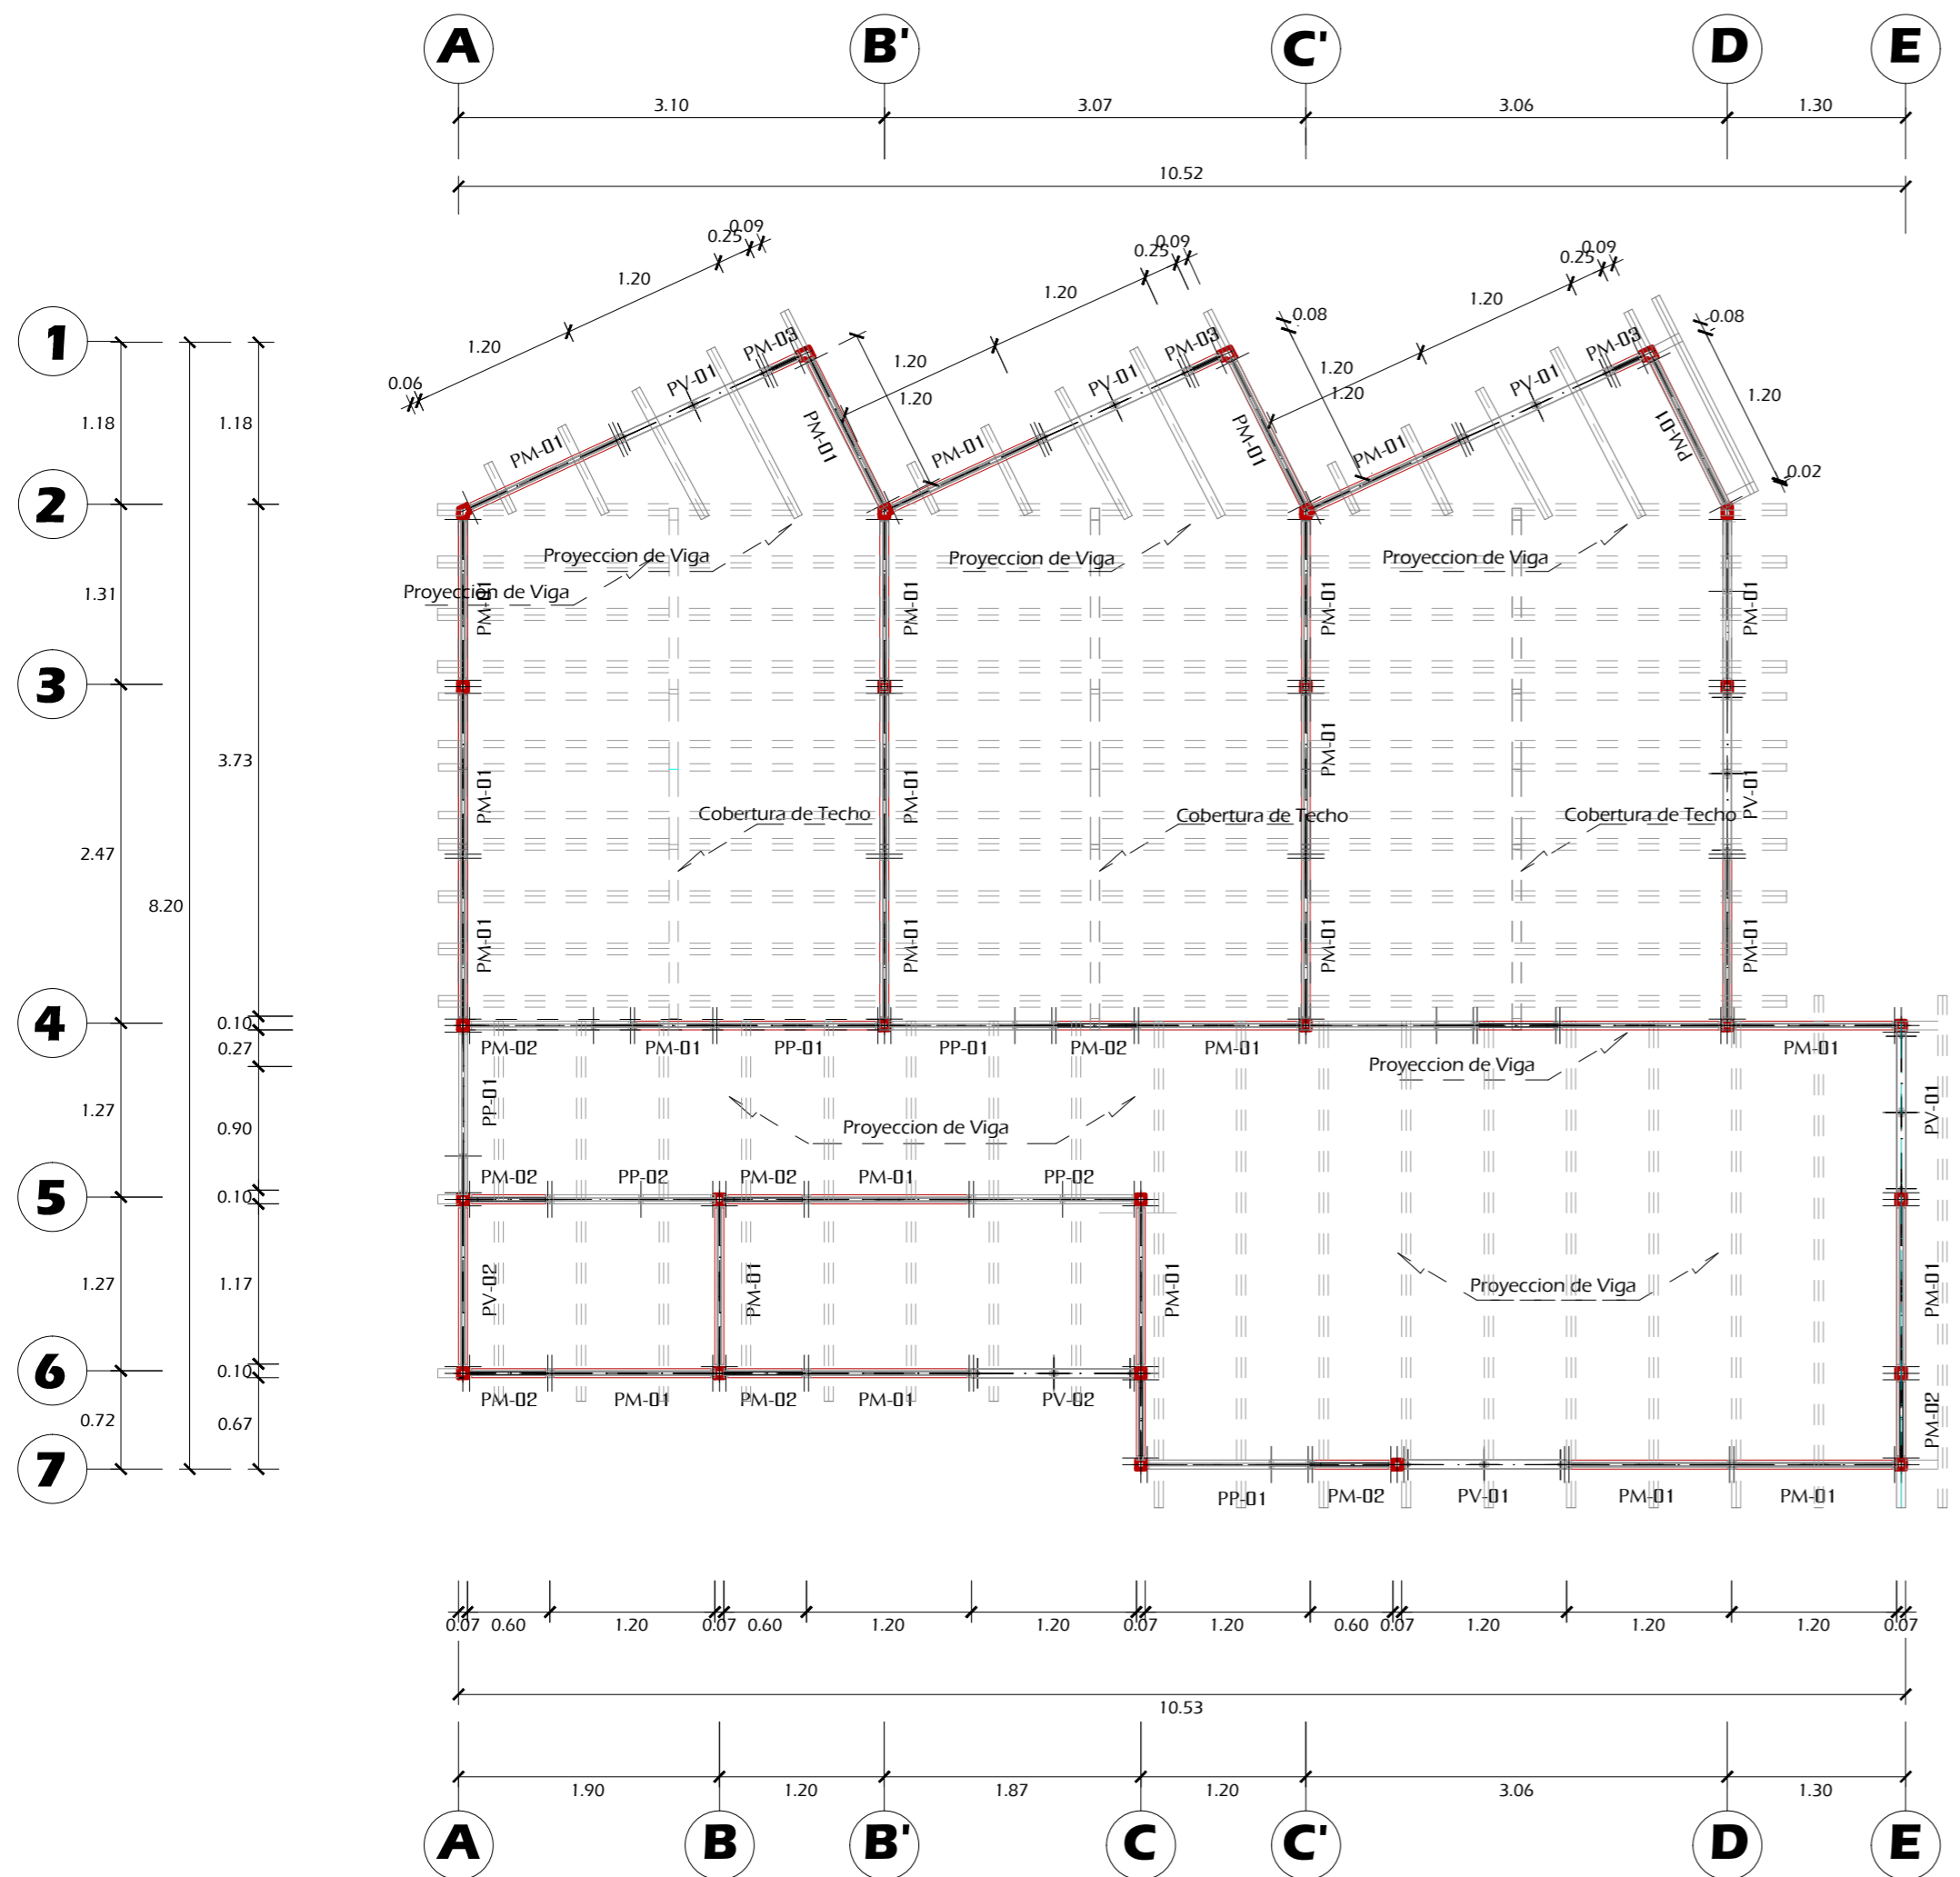 A B' C' D E
3.10 3.07 3.06 1.30
10.52
0.09 0.09 0.09
0.25 0.25 0.25
1.20 1.20 1.20
0.08 0.08
1 PM-03 PM-03 PM-03
1.20 1.20 1.20
1.20 1.20 1.20
0.06 PV-01 PV-01 PV-01
1.20 1.20
1.18 1.18
PM-01 PM-01 PM-01 PM-01 PM-01 PM-01
0.02
2
Proyeccion de Viga Proyeccion de Viga Proyeccion de Viga
1.31 Proyeccion de Viga
PM-01 PM-01 PM-01 PM-01
3
3.73 PM-01
PM-01 PM-01 PV-01
Cobertura de Techo Cobertura de Techo Cobertura de Techo
2.47
8.20
PM-01 PM-01 PM-01 PM-01
4 0.10
0.27 PM-02 PM-01 PP-01 PP-01 PM-02 PM-01 PM-01
Proyeccion de Viga
1.27 PP-01 PV-01
0.90 Proyeccion de Viga
PM-02 PP-02 PM-02 PM-01 PP-02
5 0.10
1.27 1.17 PV-02 PM-01 PM-01 Proyeccion de Viga PM-01
6 0.10
PM-02 PM-01 PM-02 PM-01 PV-02
0.72 0.67 PM-02
7
PP-01 PM-02 PV-01 PM-01 PM-01
0.07 0.60 1.20 0.07 0.60 1.20 1.20 0.07 1.20 0.60 0.07 1.20 1.20 1.20 0.07
10.53
1.90 1.20 1.87 1.20 3.06 1.30
A B B' C C' D E